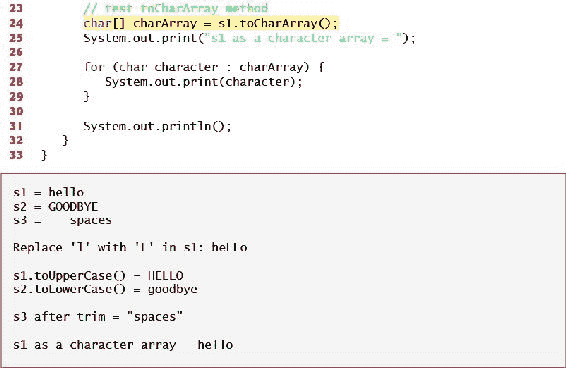 23 // test toCharArray method
24 char[] charArray = s1.toCharArray();
25 System.out.print("s1 as a character array = ");
26
27 for (char character : charArray) {
28 System.out.print(character);
29 }
30
31 System.out.println();
32 }
33 }
s1 = hello
s2 = GOODBYE
s3 =    spaces
Replace 'l' with 'L' in s1: heLLo
s1.toUpperCase() = HELLO
s2.toLowerCase() = goodbye
s3 after trim = "spaces"
s1 as a character array = hello